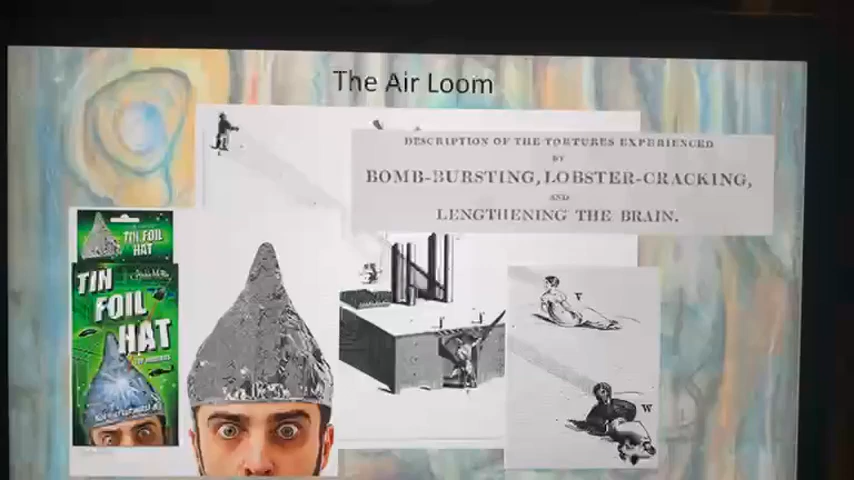 The Air Loom
DESCRIPTION OF THE TORTURES EXPERIENCED
BY
BOMB-BURSTING, LOBSTER-CRACKING,
AND
LENGTHENING THE BRAIN.
TIN FOIL
HAT
TIN
FOIL
HAT
V
W